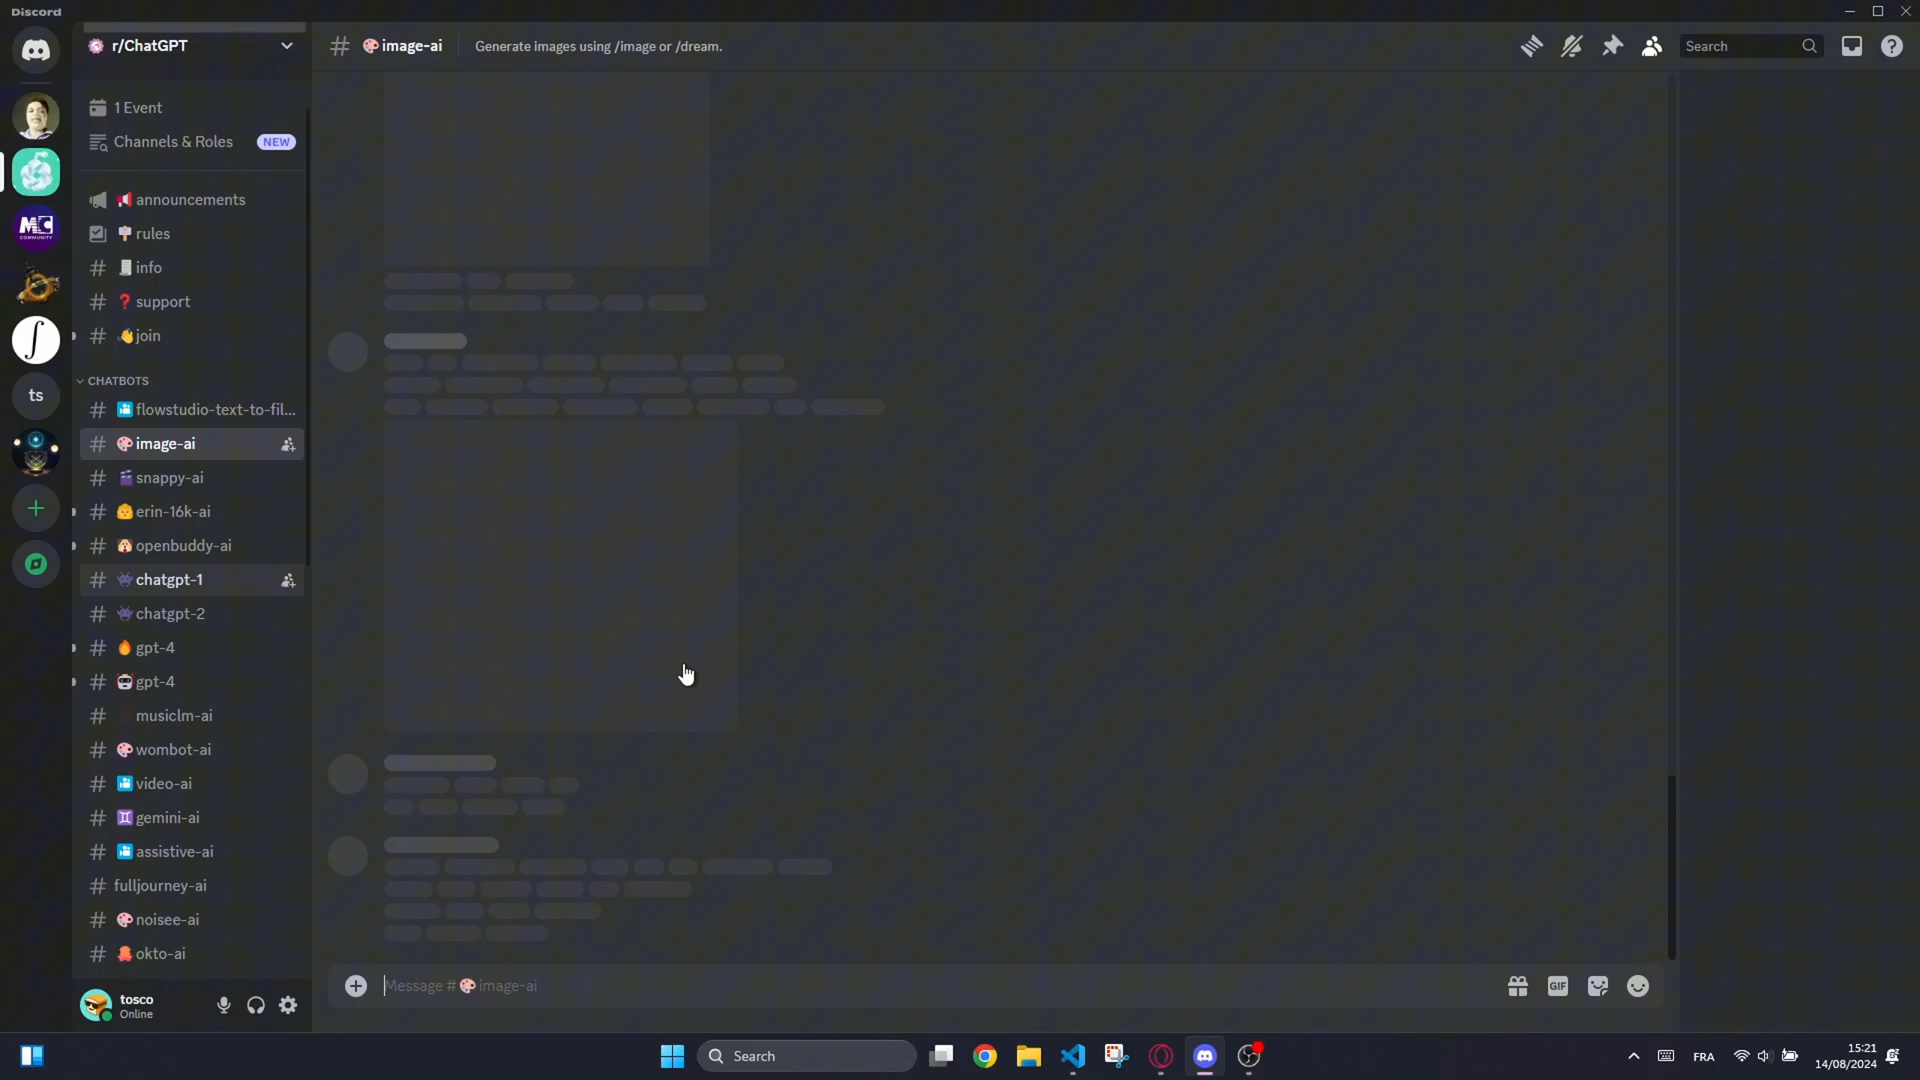 Discord
r/ChatGPT
image-ai
Generate images using /image or /dream.
Search
1 Event
Channels & Roles
NEW
announcements
rules
info
support
join
CHATBOTS
flowstudio-text-to-fil...
image-ai
snappy-ai
erin-16k-ai
openbuddy-ai
chatgpt-1
chatgpt-2
gpt-4
gpt-4
musiclm-ai
wombot-ai
video-ai
gemini-ai
assistive-ai
fulljourney-ai
noisee-ai
okto-ai
MC
COMMUNITY
ts
Message # image-ai
GIF
tosco
Online
Search
FRA
15:21
14/08/2024